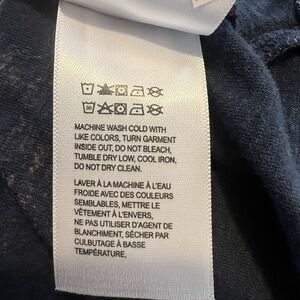 30
MACHINE WASH COLD WITH
LIKE COLORS, TURN GARMENT
INSIDE OUT, DO NOT BLEACH,
TUMBLE DRY LOW, COOL IRON,
DO NOT DRY CLEAN.
LAVER À LA MACHINE À L'EAU
FROIDE AVEC DES COULEURS
SEMBLABLES, METTRE LE
VÊTEMENT À L'ENVERS,
NE PAS UTILISER D'AGENT DE
BLANCHIMENT, SÉCHER PAR
CULBUTAGE À BASSE
TEMPÉRATURE,